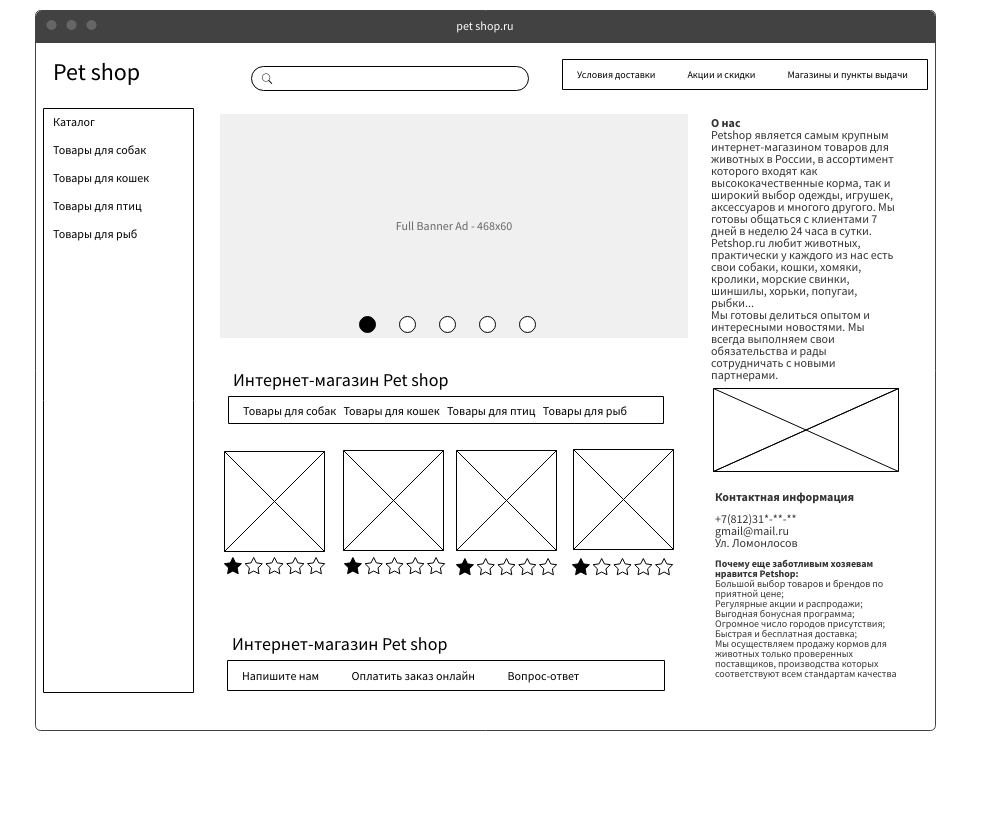 pet shop.ru
Pet shop
Условия доставки
Акции и скидки
Магазины и пункты выдачи
Каталог
Товары для собак
Товары для кошек
Товары для птиц
Товары для рыб
Full Banner Ad - 468x60
Интернет-магазин Pet shop
Товары для собак Товары для кошек Товары для птиц Товары для рыб
Интернет-магазин Pet shop
Напишите нам
Оплатить заказ онлайн
Вопрос-ответ
О нас
Petshop является самым крупным
интернет-магазином товаров для
животных в России, в ассортимент
которого входят как
высококачественные корма, так и
широкий выбор одежды, игрушек,
аксессуаров и многого другого. Мы
готовы общаться с клиентами 7
дней в неделю 24 часа в сутки.
Petshop.ru любит животных,
практически у каждого из нас есть
свои собаки, кошки, хомяки,
кролики, морские свинки,
шиншилы, хорьки, попугаи,
рыбки...
Мы готовы делиться опытом и
интересными новостями. Мы
всегда выполняем свои
обязательства и рады
сотрудничать с новыми
партнерами.
Контактная информация
+7(812)31*-**-**
gmail@mail.ru
Ул. Ломонлосов
Почему еще заботливым хозяевам
нравится Petshop:
Большой выбор товаров и брендов по
приятной цене;
Регулярные акции и распродажи;
Выгодная бонусная программа;
Огромное число городов присутствия;
Быстрая и бесплатная доставка;
Мы осуществляем продажу кормов для
животных только проверенных
поставщиков, производства которых
соответствуют всем стандартам качества